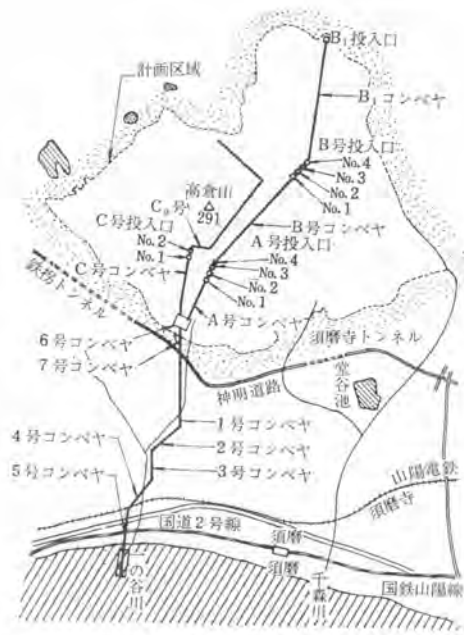 B₁投入口
計画区域
B₁コンベヤ
B号投入口
No.4
No.3
No.2
No.1
高倉山
291
C₀号
C号投入口
No.2
No.1
C号コンベヤ
B号コンベヤ
A号投入口
No.4
No.3
No.2
No.1
鉄拐トンネル
A号コンベヤ
6号コンベヤ
7号コンベヤ
須磨寺トンネル
神明道路
堂谷池
1号コンベヤ
2号コンベヤ
3号コンベヤ
4号コンベヤ
5号コンベヤ
山陽電鉄
須磨寺
国道2号線
須磨
須磨
一の谷川
千森川
国鉄山陽線